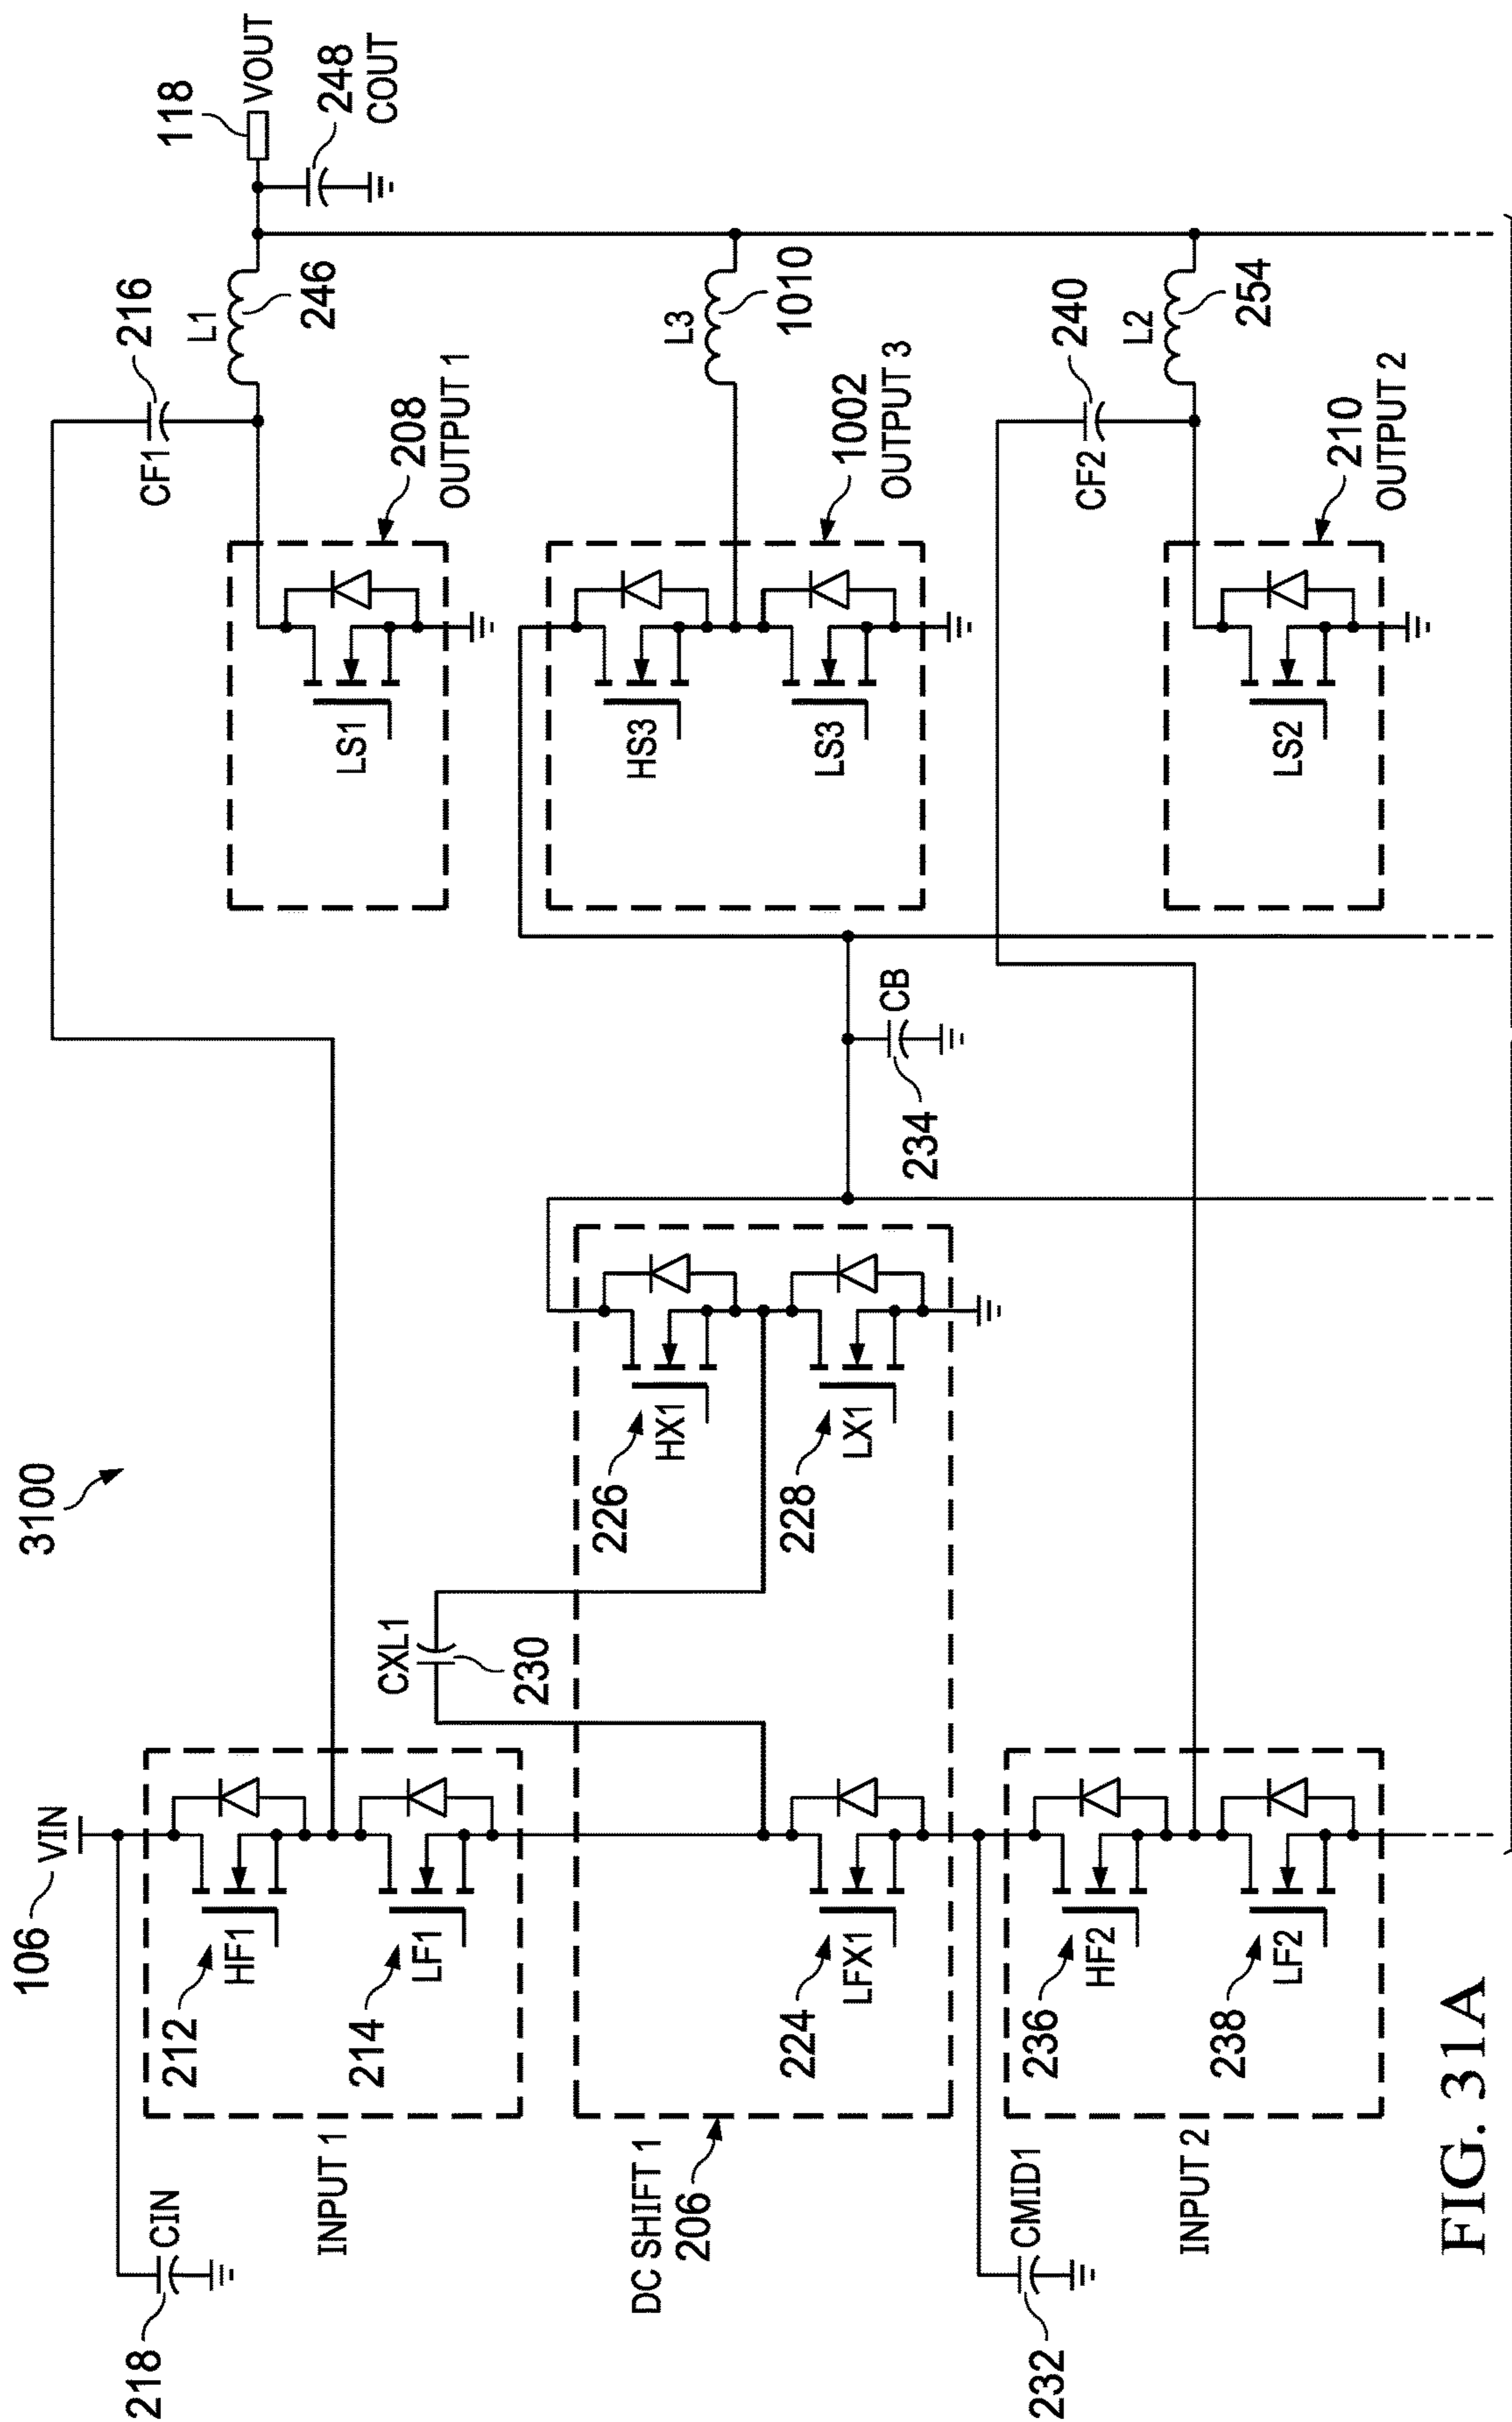 3100
106
VIN
218
CIN
212
HF1
214
LF1
INPUT 1
CXL1
230
CF1
216
L1
246
118
VOUT
248
COUT
LS1
208
OUTPUT 1
DC SHIFT 1
206
224
LFX1
226
HX1
228
LX1
234
CB
HS3
LS3
1002
OUTPUT 3
L3
1010
232
CMID1
INPUT 2
236
HF2
238
LF2
CF2
240
L2
254
LS2
210
OUTPUT 2
FIG. 31A